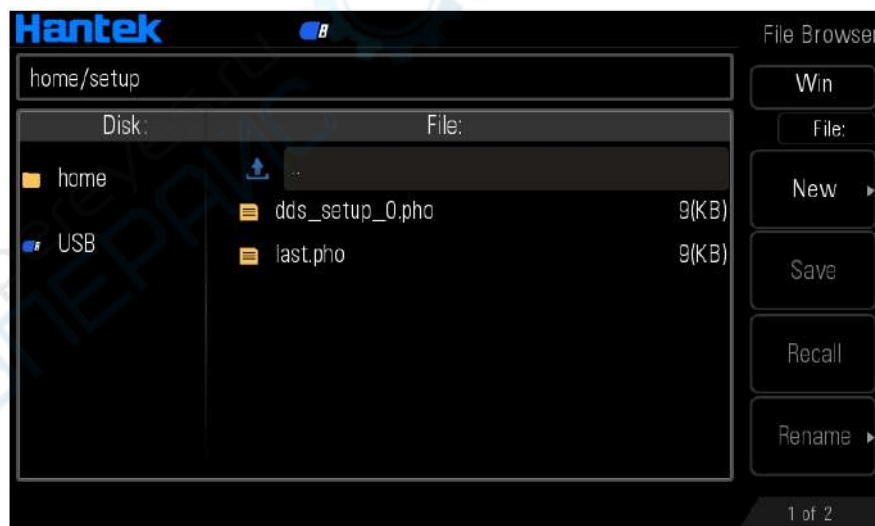 Hantek
File Browser
home/setup
Win
Disk:
File:
File:
home
..
New
dds_setup_0.pho
9(KB)
USB
last.pho
9(KB)
Save
Recall
Rename
1 of 2